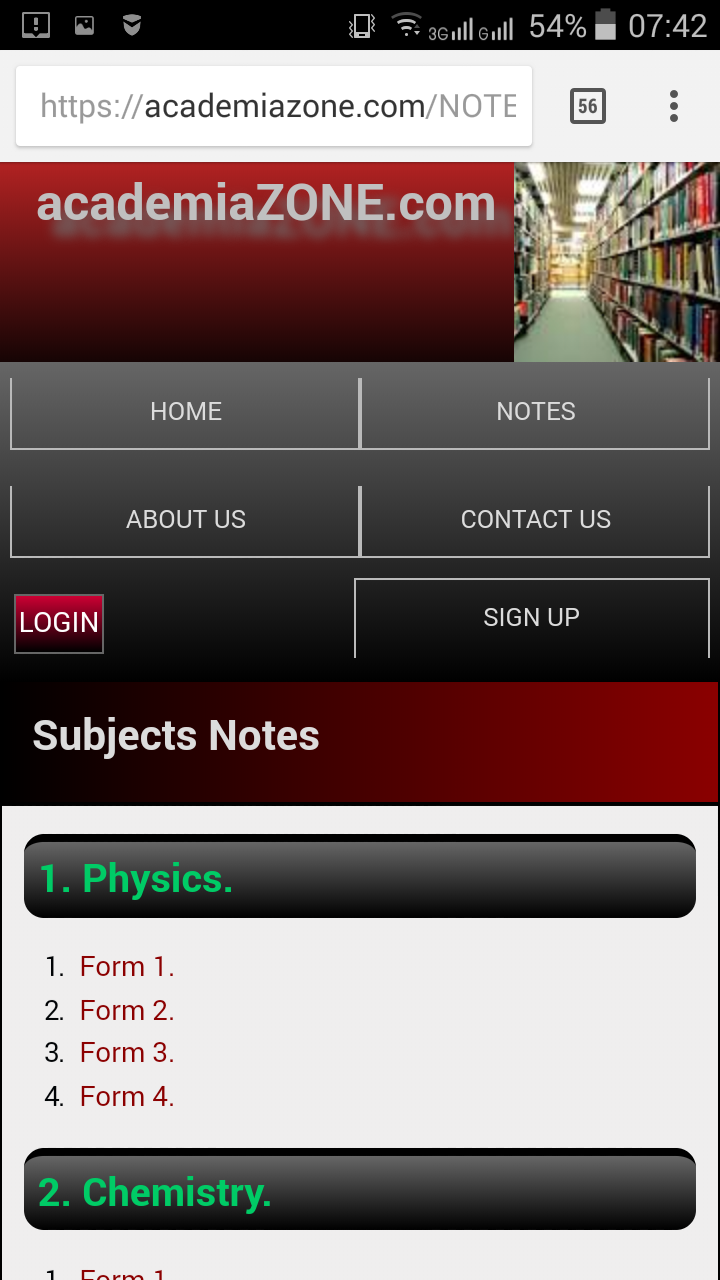 3G G 54% 07:42
https://academiazone.com/NOTE
56
academiaZONE.com
HOME NOTES
ABOUT US CONTACT US
LOGIN SIGN UP
Subjects Notes
1. Physics.
1. Form 1.
2. Form 2.
3. Form 3.
4. Form 4.
2. Chemistry.
1. Form 1